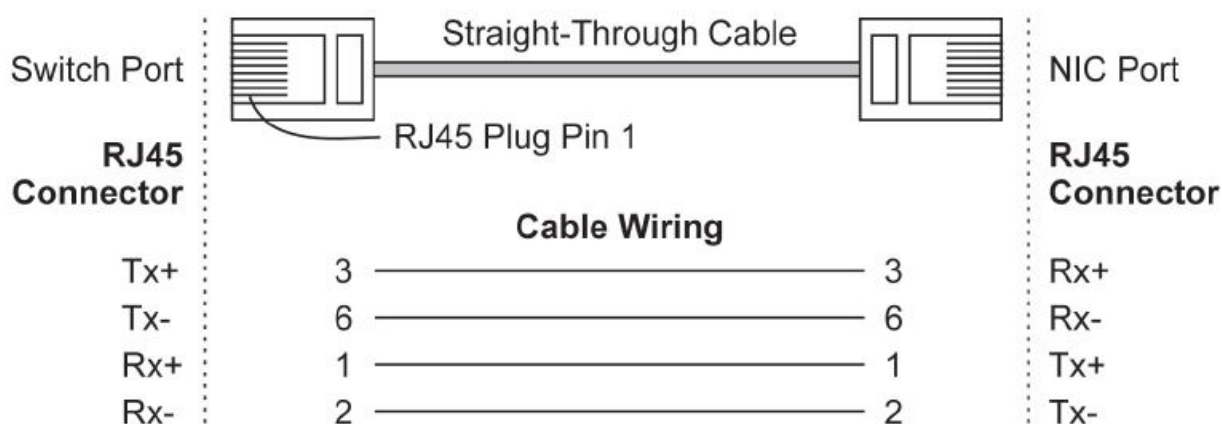 Straight-Through Cable
Switch Port
NIC Port
RJ45 Plug Pin 1
RJ45
Connector
RJ45
Connector
Cable Wiring
Tx+ 3 3 Rx+
Tx- 6 6 Rx-
Rx+ 1 1 Tx+
Rx- 2 2 Tx-